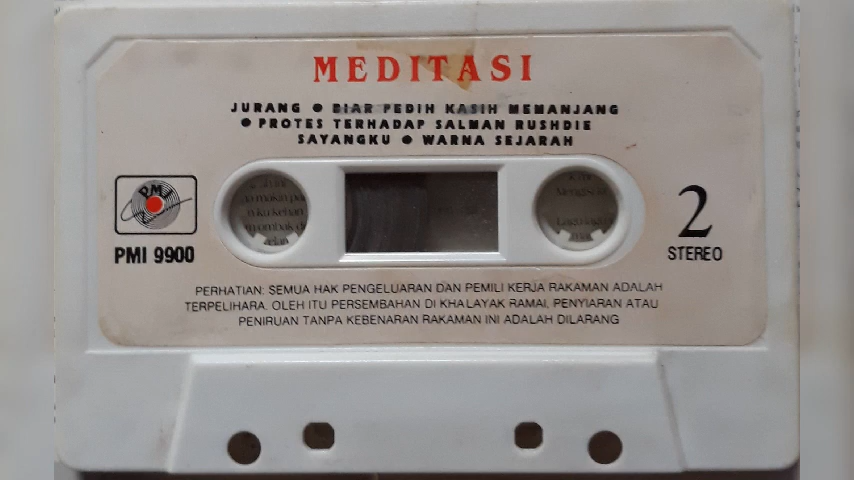 MEDITASI
JURANG ● BIAR PEDIH KASIH MEMANJANG
● PROTES TERHADAP SALMAN RUSHDIE
SAYANGKU ● WARNA SEJARAH
PMI
PMI 9900
2
STEREO
PERHATIAN: SEMUA HAK PENGELUARAN DAN PEMILI KERJA RAKAMAN ADALAH
TERPELIHARA. OLEH ITU PERSEMBAHAN DI KHALAYAK RAMAI, PENYIARAN ATAU
PENIRUAN TANPA KEBENARAN RAKAMAN INI ADALAH DILARANG